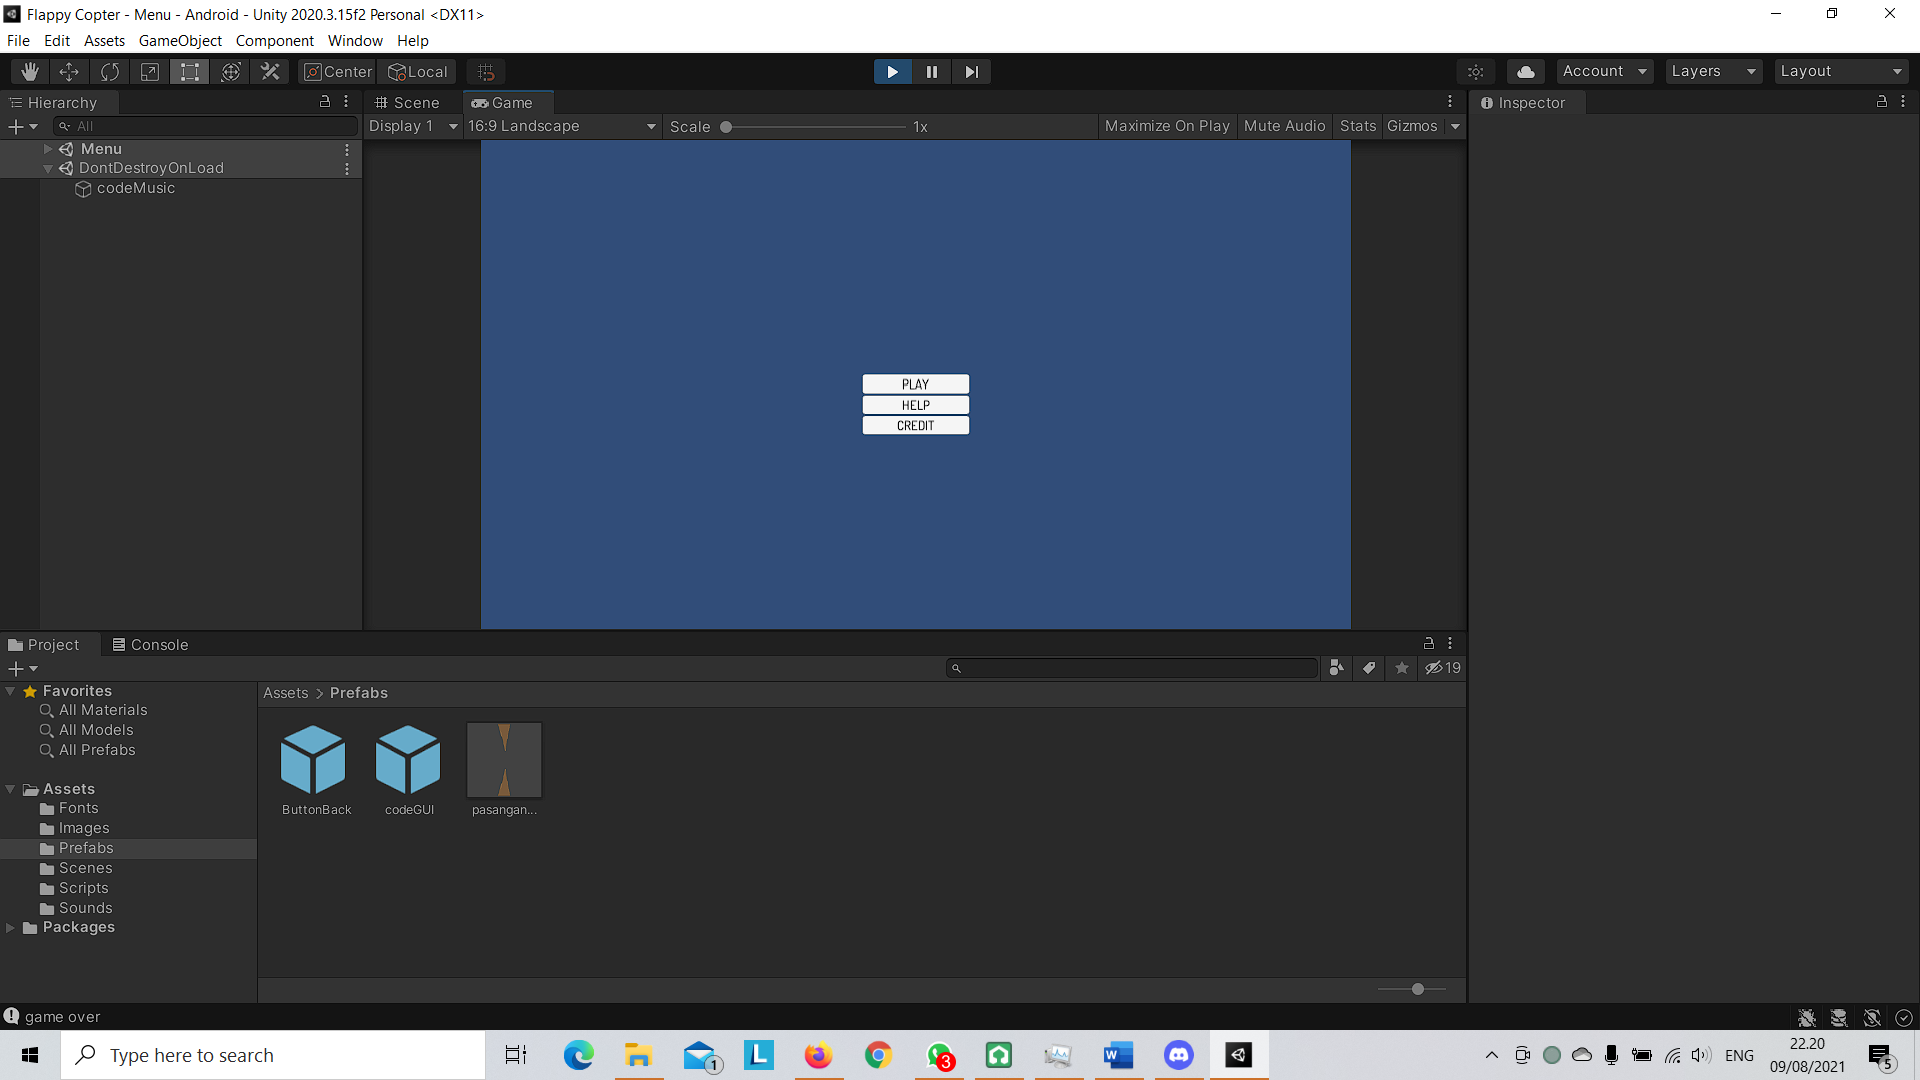 Flappy Copter - Menu - Android - Unity 2020.3.15f2 Personal <DX11>
File Edit Assets GameObject Component Window Help
Center Local Account Layers Layout
Hierarchy Scene Game Inspector
All Display 1 16:9 Landscape Scale 1x Maximize On Play Mute Audio Stats Gizmos
Menu
DontDestroyOnLoad
codeMusic
PLAY
HELP
CREDIT
Project Console
19
Favorites Assets > Prefabs
All Materials
All Models
All Prefabs
Assets
Fonts
Images
Prefabs
Scenes
Scripts
Sounds
Packages
ButtonBack codeGUI pasangan...
game over
Type here to search
1
L
3
W
ENG
22.20
09/08/2021
5